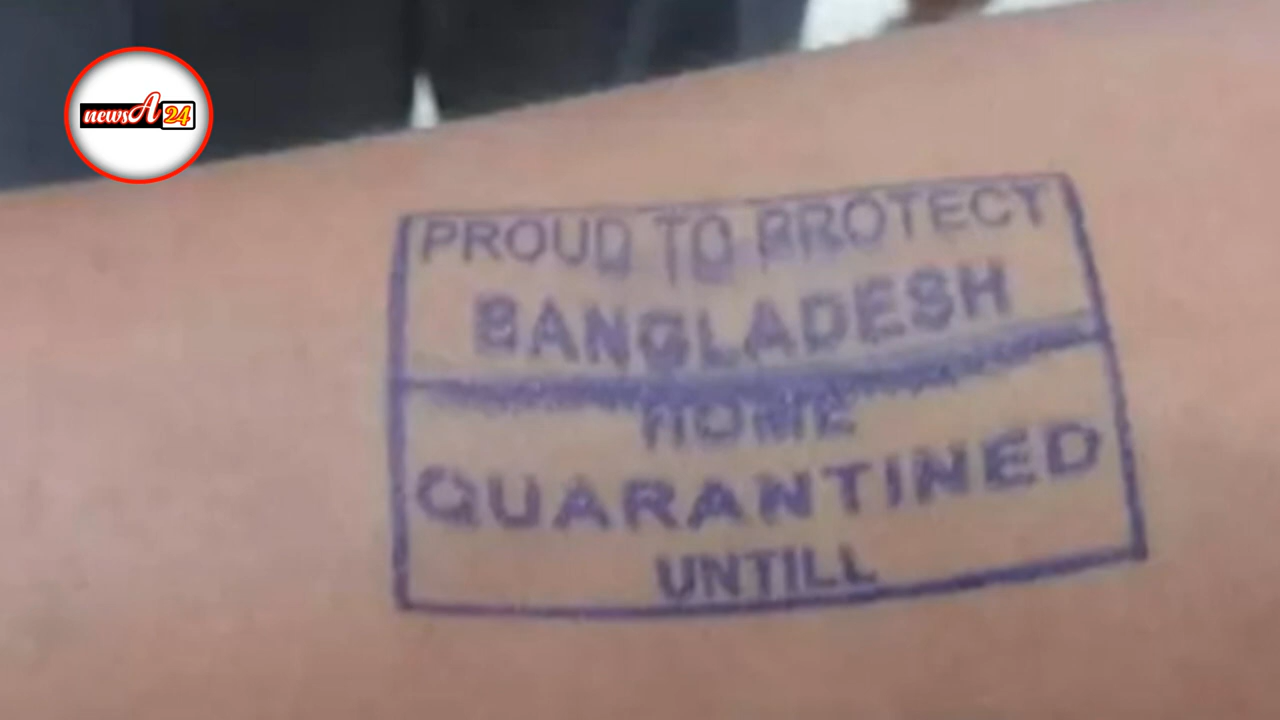 newsA24
PROUD TO PROTECT
BANGLADESH
HOME
QUARANTINED
UNTILL